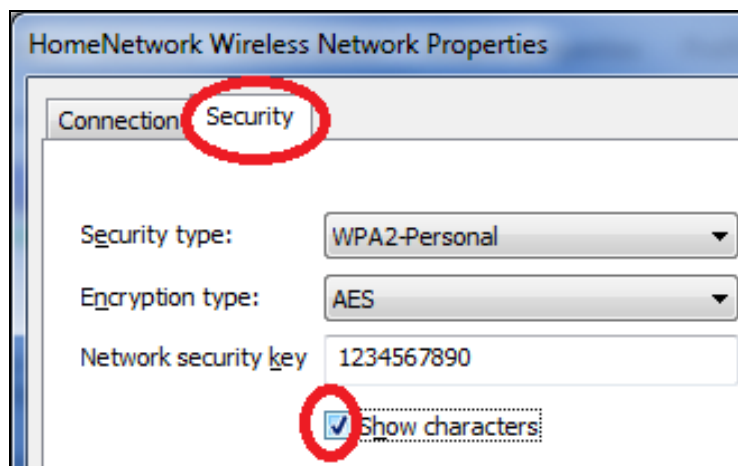 HomeNetwork Wireless Network Properties
Connection Security
Security type: WPA2-Personal
Encryption type: AES
Network security key 1234567890
Show characters